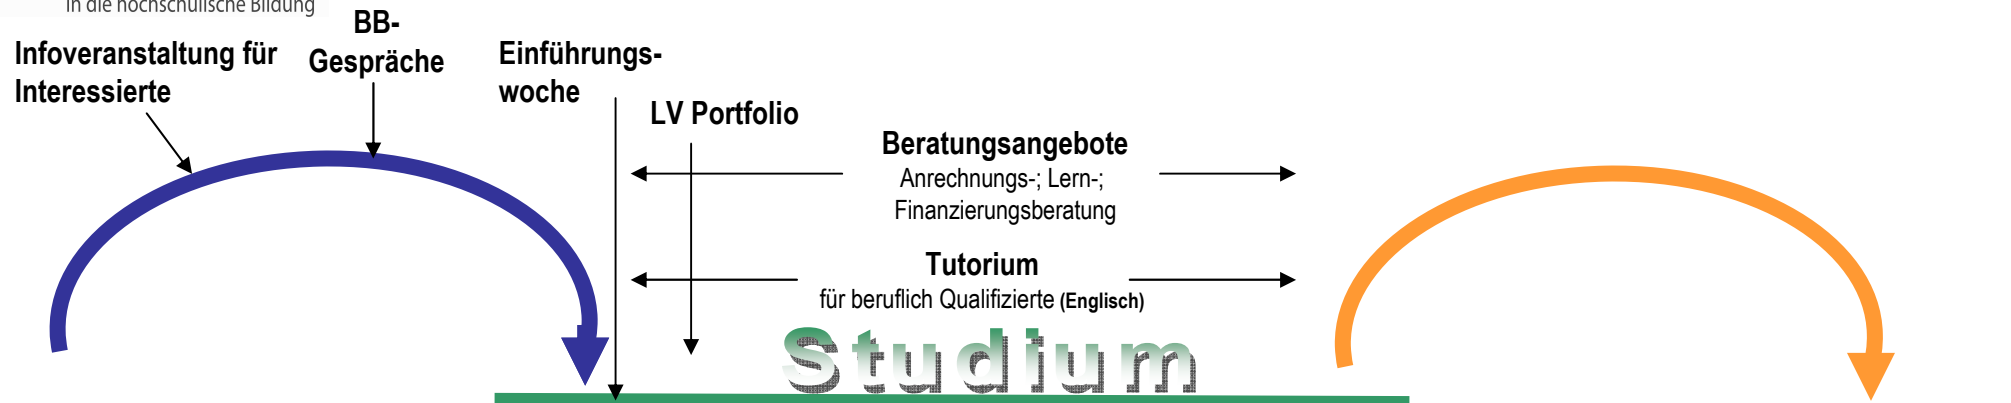 in die hochschulische Bildung
Infoveranstaltung für
Interessierte
BB-
Gespräche
Einführungs-
woche
LV Portfolio
Beratungsangebote
Anrechnungs-; Lern-;
Finanzierungsberatung
Tutorium
für beruflich Qualifizierte (Englisch)
Studium